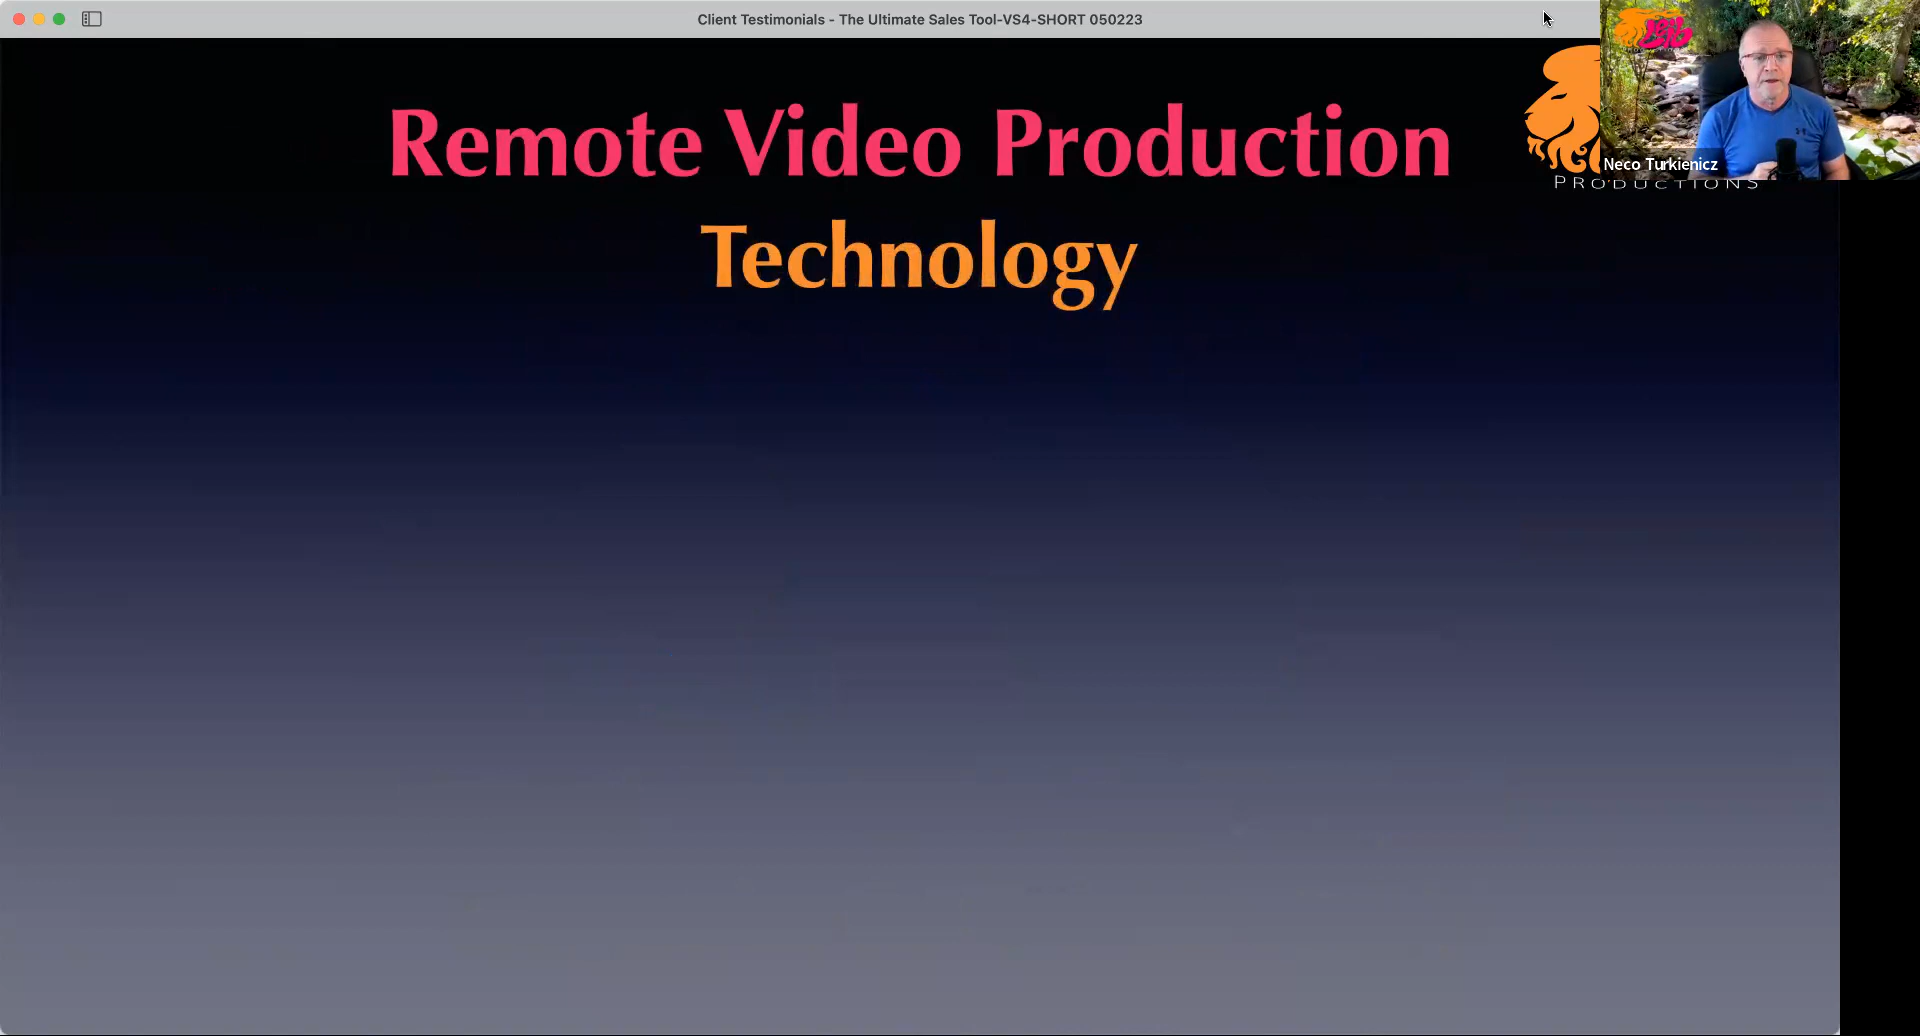 Client Testimonials - The Ultimate Sales Tool-VS4-SHORT 050223
Remote Video Production
Technology
PRODUCTIONS
Neco Turkienicz